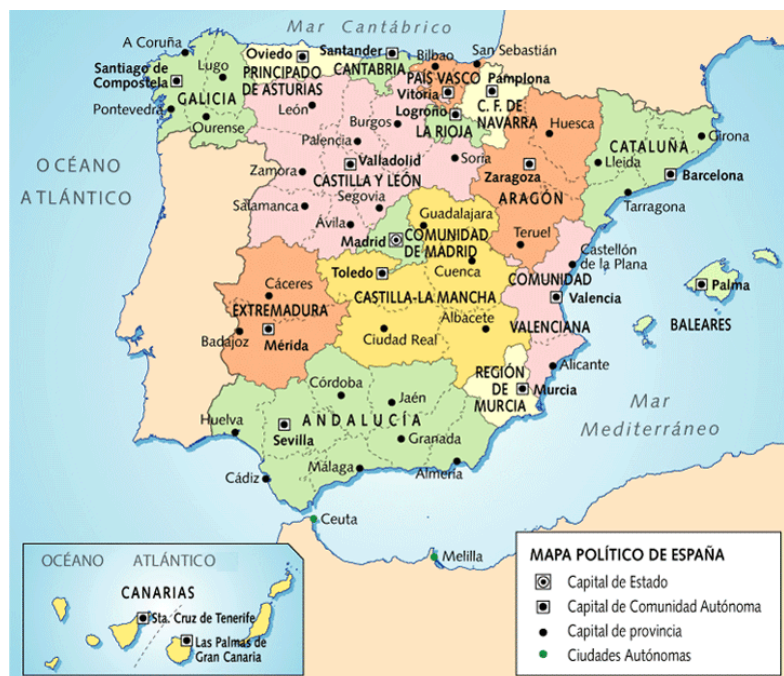 Mar Cantábrico
A Coruña
Lugo
Santiago de
Compostela
GALICIA
Pontevedra
Ourense
Oviedo
PRINCIPADO
DE ASTURIAS
Santander
CANTABRIA
Bilbao
San Sebastián
PAÍS VASCO
Vitoria
Pamplona
C. F. DE
NAVARRA
Logroño
LA RIOJA
León
Burgos
Palencia
Valladolid
Soria
Zamora
CASTILLA Y LEÓN
Segovia
Salamanca
Ávila
Huesca
Zaragoza
ARAGÓN
Teruel
CATALUÑA
Girona
Lleida
Barcelona
Tarragona
OCÉANO
ATLÁNTICO
Guadalajara
Madrid
COMUNIDAD
DE MADRID
Toledo
Cuenca
CASTILLA-LA MANCHA
Albacete
Ciudad Real
Castellón
de la Plana
COMUNIDAD
Valencia
VALENCIANA
Alicante
Palma
BALEARES
Cáceres
EXTREMADURA
Badajoz
Mérida
REGIÓN
DE
MURCIA
Murcia
Mar
Mediterráneo
Córdoba
Jaén
ANDALUCÍA
Huelva
Sevilla
Granada
Málaga
Almería
Cádiz
Ceuta
Melilla
OCÉANO ATLÁNTICO
CANARIAS
Sta. Cruz de Tenerife
Las Palmas de
Gran Canaria
MAPA POLÍTICO DE ESPAÑA
Capital de Estado
Capital de Comunidad Autónoma
Capital de provincia
Ciudades Autónomas